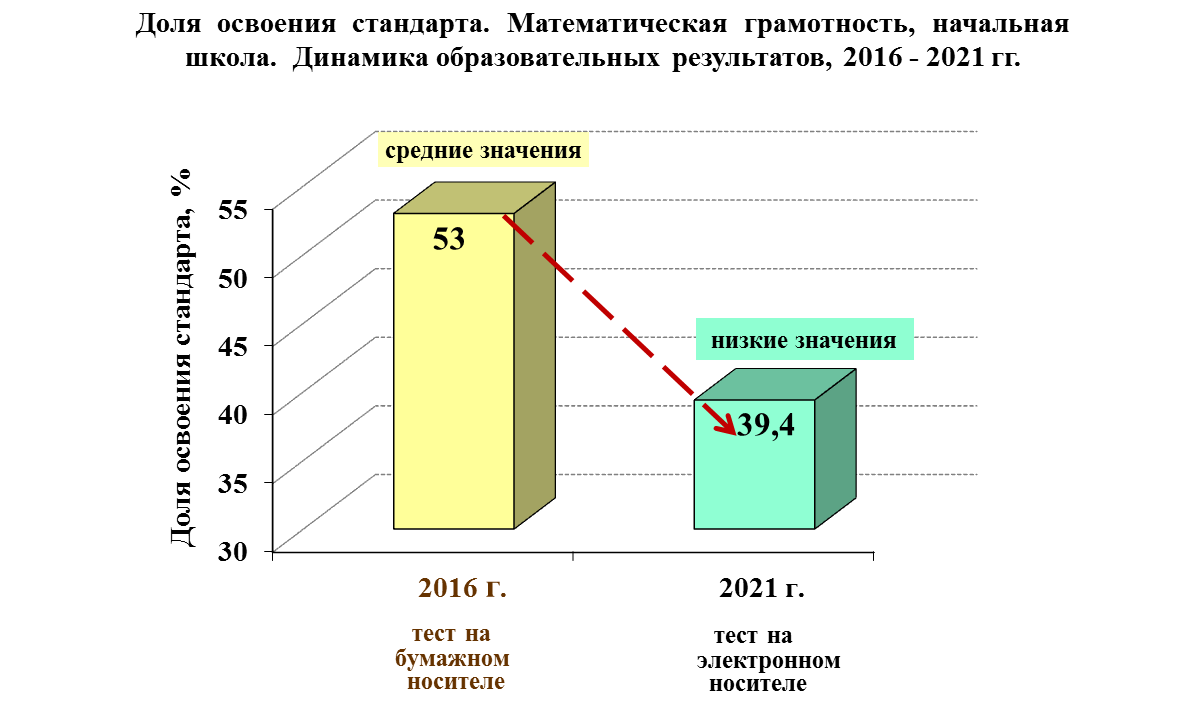 Доля освоения стандарта. Математическая грамотность, начальная
школа. Динамика образовательных результатов, 2016 - 2021 гг.
средние значения
Доля освоения стандарта, %
55
50
45
40
35
30
53
низкие значения
39,4
2016 г.
2021 г.
тест на
бумажном
носителе
тест на
электронном
носителе